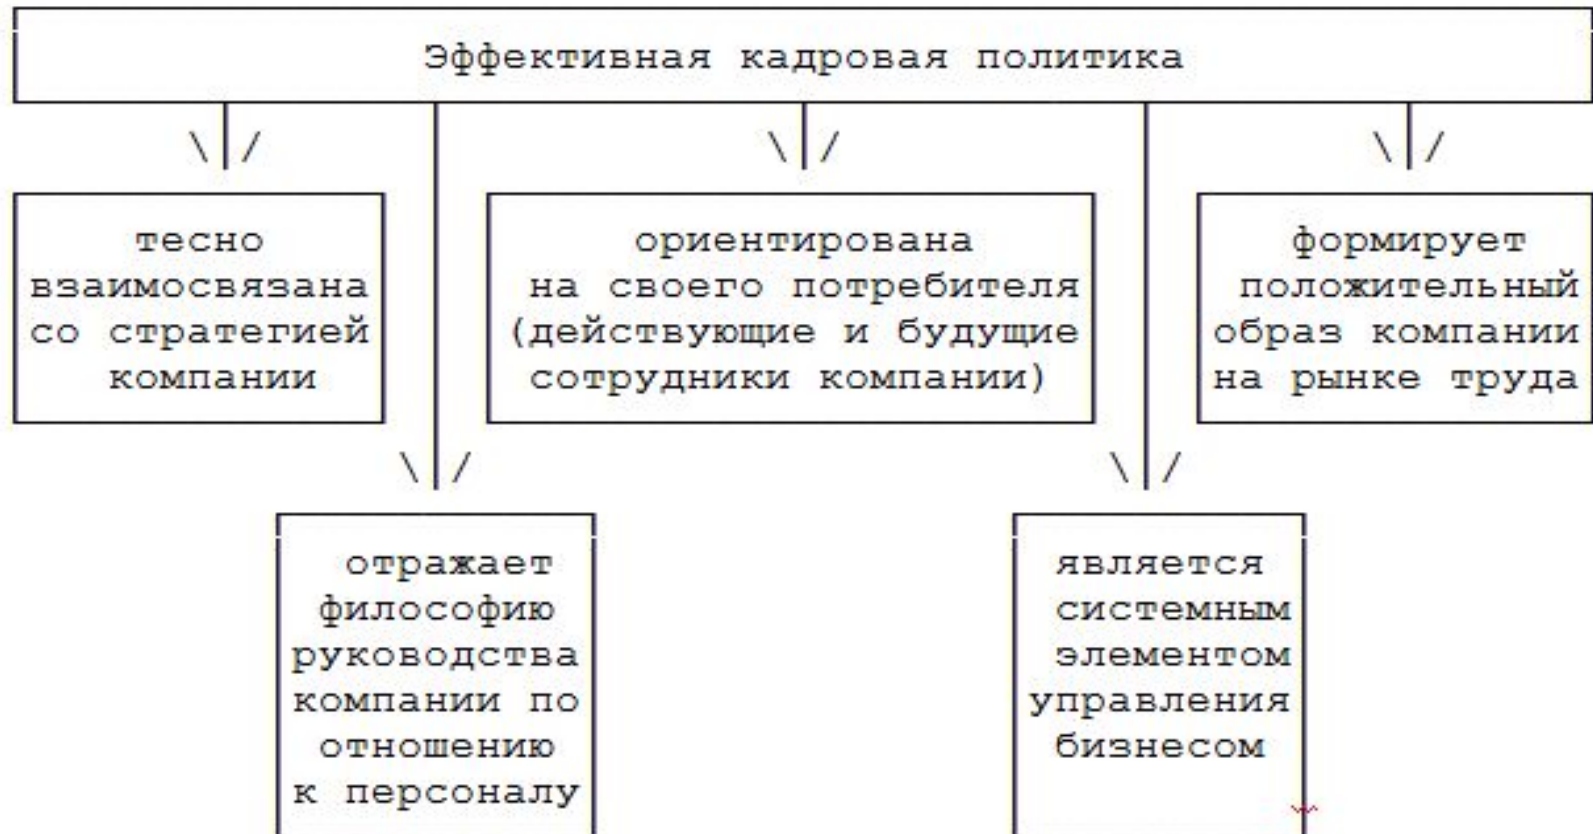 Эффективная кадровая политика
тесно
взаимосвязана
со стратегией
компании
ориентирована
на своего потребителя
(действующие и будущие
сотрудники компании)
формирует
положительный
образ компании
на рынке труда
отражает
философию
руководства
компании по
отношению
к персоналу
является
системным
элементом
управления
бизнесом